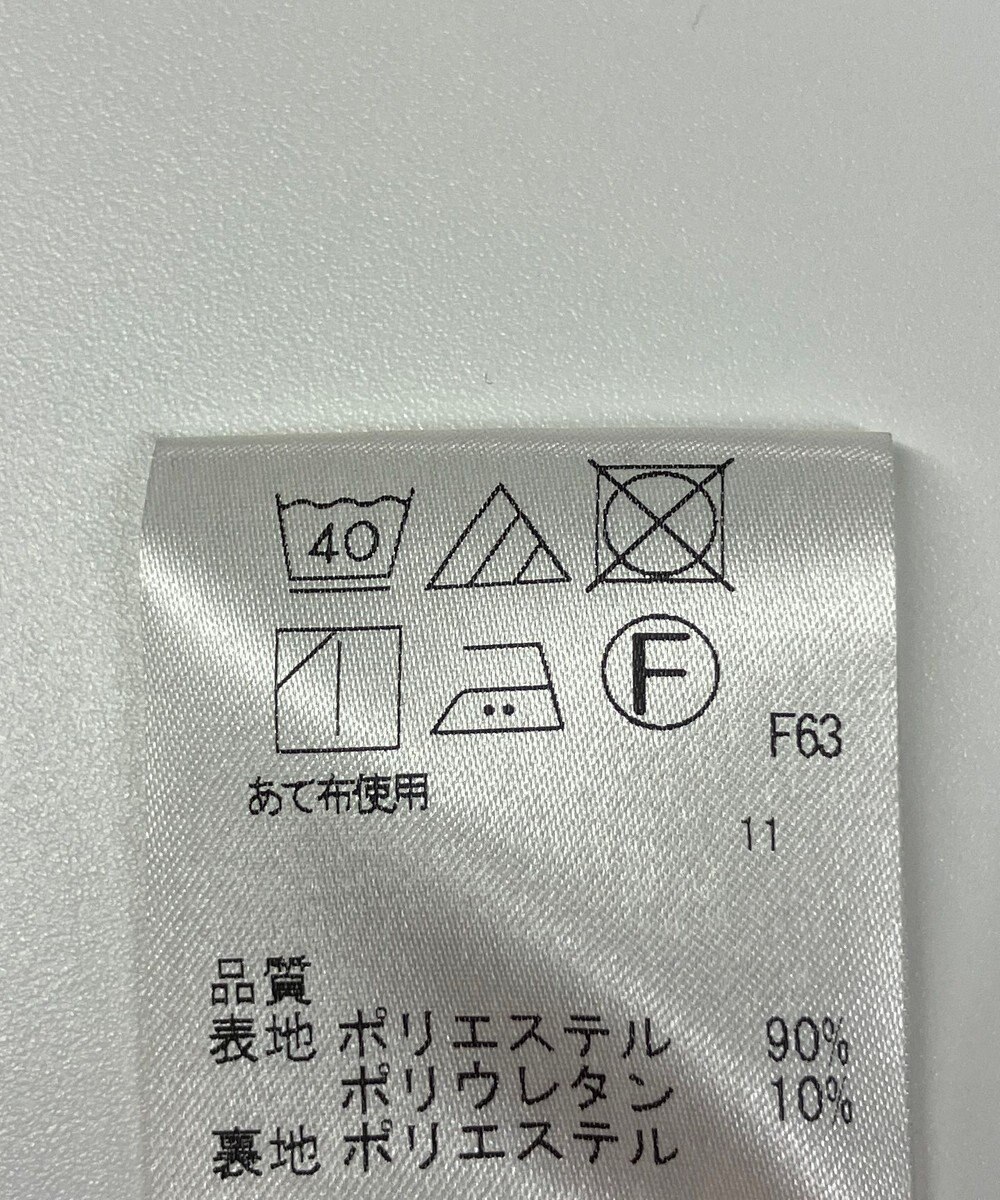 40
F
F63
あて布使用
11
品質
表地 ポリエステル 90%
ポリウレタン 10%
裏地 ポリエステル